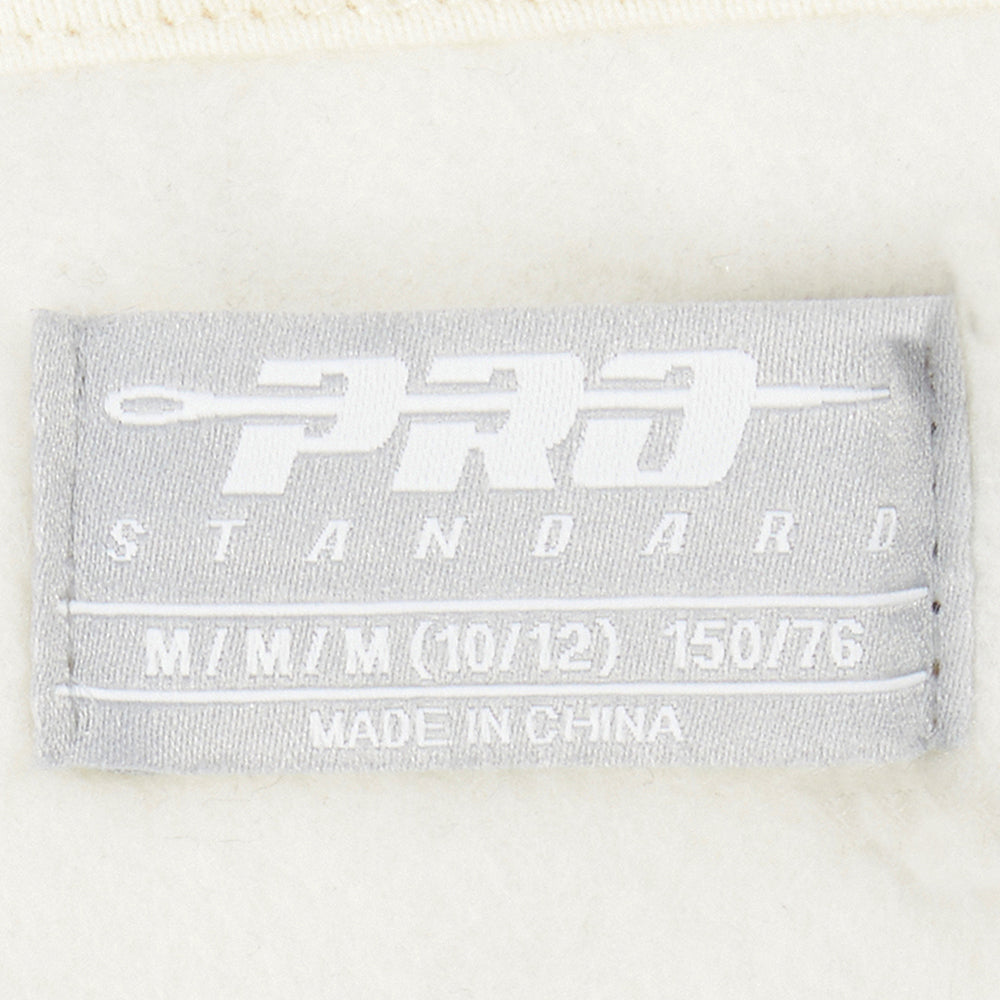 PRO
STANDARD
M/M/M (10/12) 150/76
MADE IN CHINA